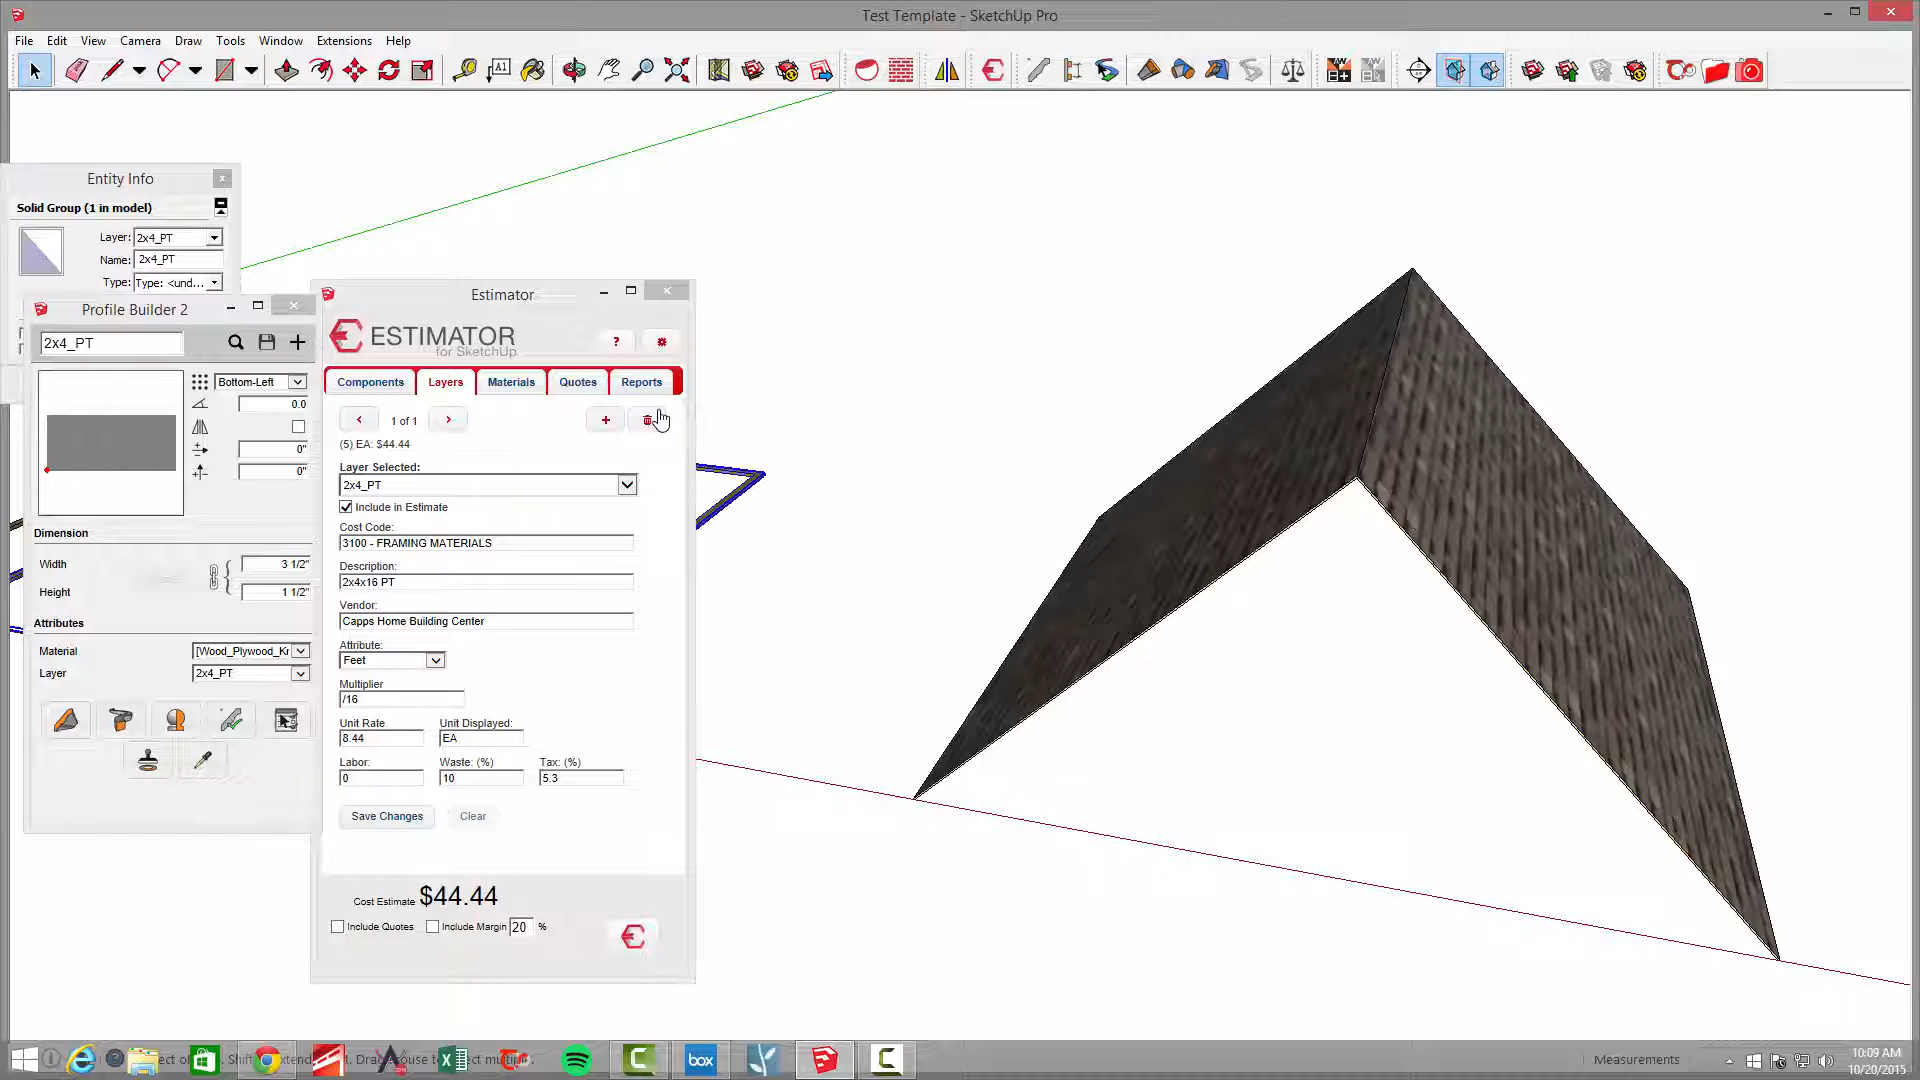 Test Template - SketchUp Pro
File Edit View Camera Draw Tools Window Extensions Help
A1
Entity Info
Solid Group (1 in model)
Layer: 2x4_PT
Name: 2x4_PT
Type: Type: <und...
Profile Builder 2
2x4_PT
Bottom-Left
0.0
0"
0"
Dimension
Width 3 1/2"
Height 1 1/2"
Attributes
Material [Wood_Plywood_Kr
Layer 2x4_PT
Estimator
ESTIMATOR
for SketchUp
?
Components Layers Materials Quotes Reports
< 1 of 1 > +
(5) EA: $44.44
Layer Selected:
2x4_PT
Include in Estimate
Cost Code:
3100 - FRAMING MATERIALS
Description:
2x4x16 PT
Vendor:
Capps Home Building Center
Attribute:
Feet
Multiplier
/16
Unit Rate Unit Displayed:
8.44 EA
Labor: Waste: (%) Tax: (%)
0 10 5.3
Save Changes Clear
Cost Estimate $44.44
Include Quotes Include Margin 20 %
box
Measurements
10:09 AM
10/20/2015